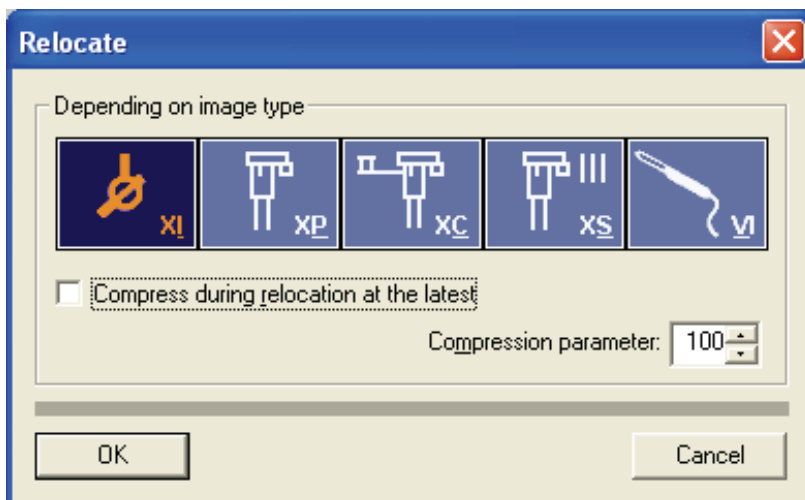 Relocate
Depending on image type
XI XP XC XS VI
Compress during relocation at the latest
Compression parameter: 100
OK Cancel